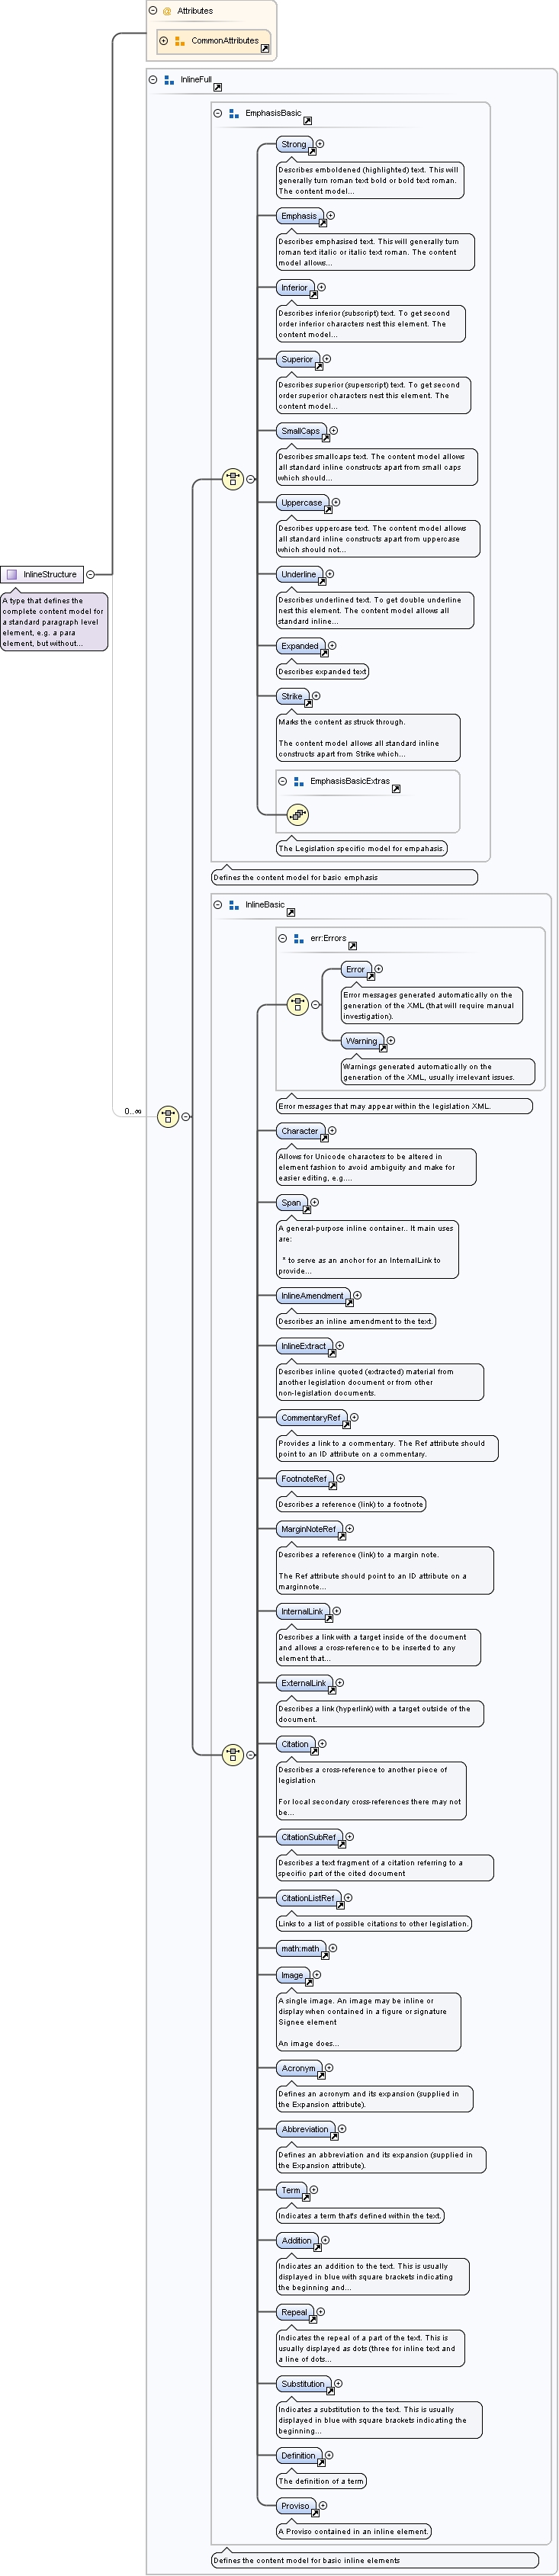 @ Attributes
CommonAttributes
InlineFull
EmphasisBasic
Strong
Describes emboldened (highlighted) text. This will
generally turn roman text bold or bold text roman.
The content model...
Emphasis
Describes emphasised text. This will generally turn
roman text italic or italic text roman. The content
model allows...
Inferior
Describes inferior (subscript) text. To get second
order inferior characters nest this element. The
content model...
Superior
Describes superior (superscript) text. To get second
order superior characters nest this element. The
content model...
SmallCaps
Describes smallcaps text. The content model allows
all standard inline constructs apart from small caps
which should...
Uppercase
Describes uppercase text. The content model allows
all standard inline constructs apart from uppercase
which should not...
InlineStructure
A type that defines the
complete content model for
a standard paragraph level
element, e.g. a para
element, but without...
Underline
Describes underlined text. To get double underline
nest this element. The content model allows all
standard inline...
Expanded
Describes expanded text
Strike
Marks the content as struck through.
The content model allows all standard inline
constructs apart from Strike which...
EmphasisBasicExtras
The Legislation specific model for empahasis.
Defines the content model for basic emphasis
InlineBasic
err:Errors
Error
Error messages generated automatically on the
generation of the XML (that will require manual
investigation).
Warning
Warnings generated automatically on the
generation of the XML, usually irrelevant issues.
Error messages that may appear within the legislation XML.
0..∞
Character
Allows for Unicode characters to be altered in
element fashion to avoid ambiguity and make for
easier editing, e.g....
Span
A general-purpose inline container.. It main uses
are:
* to serve as an anchor for an InternalLink to
provide...
InlineAmendment
Describes an inline amendment to the text.
InlineExtract
Describes inline quoted (extracted) material from
another legislation document or from other
non-legislation documents.
CommentaryRef
Provides a link to a commentary. The Ref attribute should
point to an ID attribute on a commentary.
FootnoteRef
Describes a reference (link) to a footnote
MarginNoteRef
Describes a reference (link) to a margin note.
The Ref attribute should point to an ID attribute on a
marginnote...
InternalLink
Describes a link with a target inside of the document
and allows a cross-reference to be inserted to any
element that...
ExternalLink
Describes a link (hyperlink) with a target outside of the
document.
Citation
Describes a cross-reference to another piece of
legislation
For local secondary cross-references there may not
be...
CitationSubRef
Describes a text fragment of a citation referring to a
specific part of the cited document
CitationListRef
Links to a list of possible citations to other legislation.
math:math
Image
A single image. An image may be inline or
display when contained in a figure or signature
Signee element
An image does...
Acronym
Defines an acronym and its expansion (supplied in
the Expansion attribute).
Abbreviation
Defines an abbreviation and its expansion (supplied in
the Expansion attribute).
Term
Indicates a term that's defined within the text.
Addition
Indicates an addition to the text. This is usually
displayed in blue with square brackets indicating
the beginning and...
Repeal
Indicates the repeal of a part of the text. This is
usually displayed as dots (three for inline text and
a line of dots...
Substitution
Indicates a substitution to the text. This is usually
displayed in blue with square brackets indicating the
beginning...
Definition
The definition of a term
Proviso
A Proviso contained in an inline element.
Defines the content model for basic inline elements